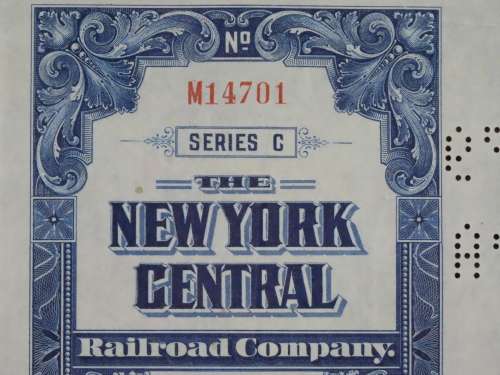 No
M14701
SERIES C
THE
NEW YORK
CENTRAL
Railroad Company.